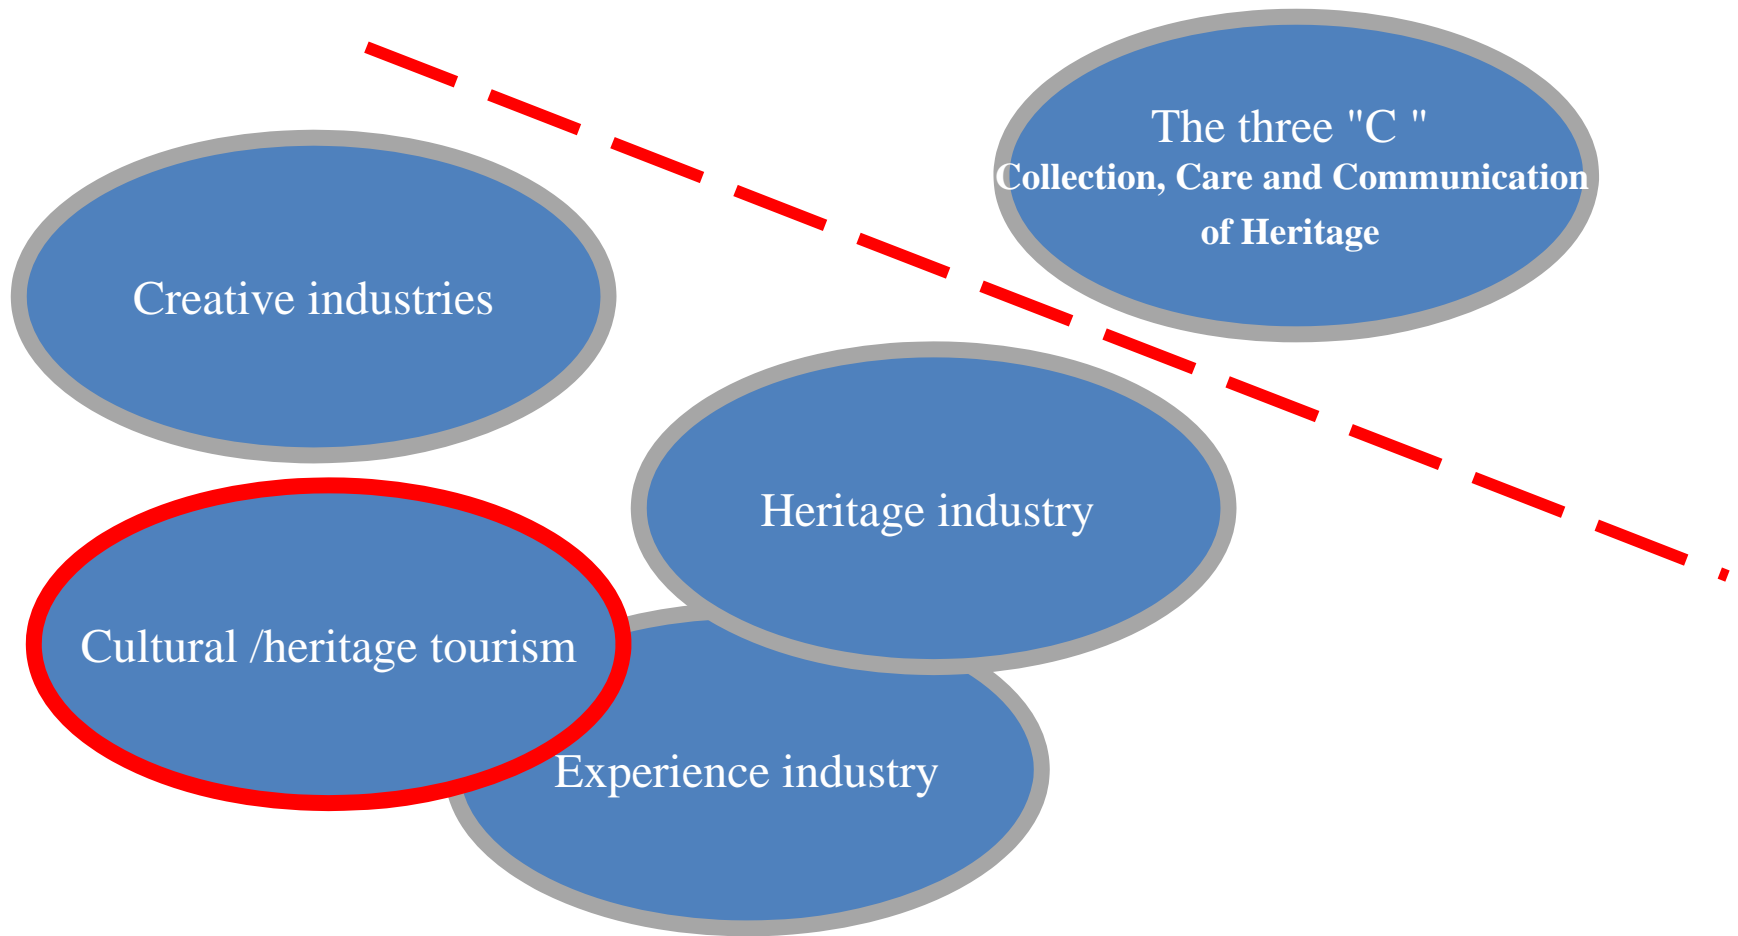 The three "C "
Collection, Care and Communication
of Heritage
Creative industries
Heritage industry
Cultural /heritage tourism
Experience industry